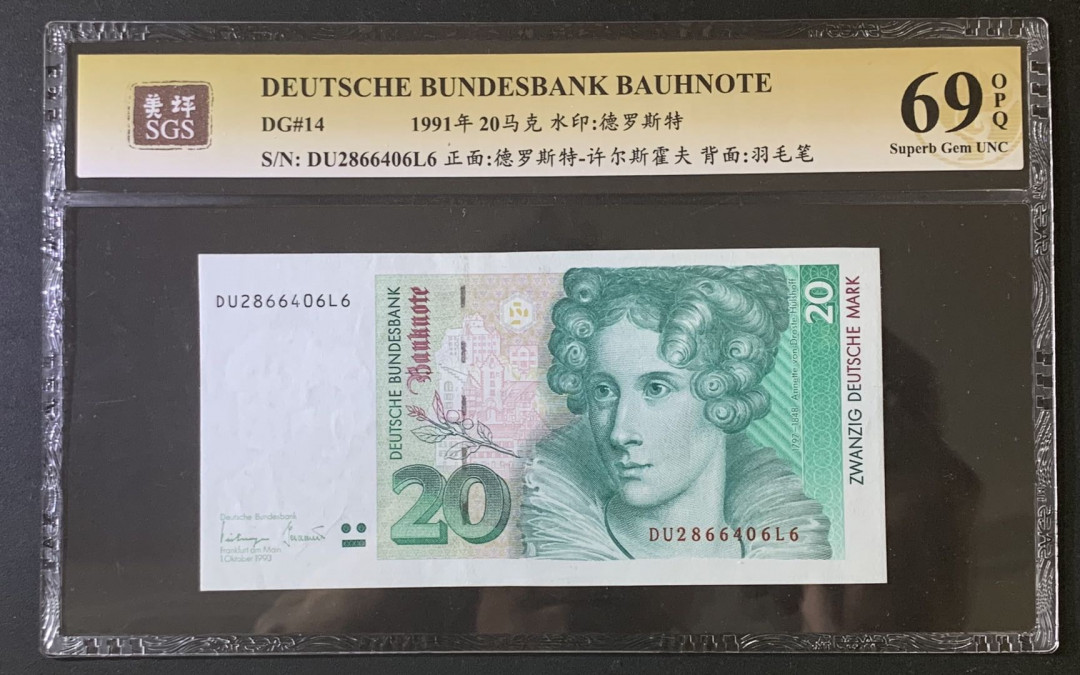 美评
SGS
DEUTSCHE BUNDESBANK BAUHNOTE
DG#14 1991年 20马克 水印:德罗斯特
S/N: DU2866406L6 正面:德罗斯特-许尔斯霍夫 背面:羽毛笔
69
OPQ
Superb Gem UNC
DU2866406L6
DEUTSCHE BUNDESBANK
Banknote
20
Deutsche Bundesbank
Frankfurt am Main
1.Oktober 1993
1797–1848 Annette von Droste-Hülshoff
20
ZWANZIG DEUTSCHE MARK
DU2866406L6